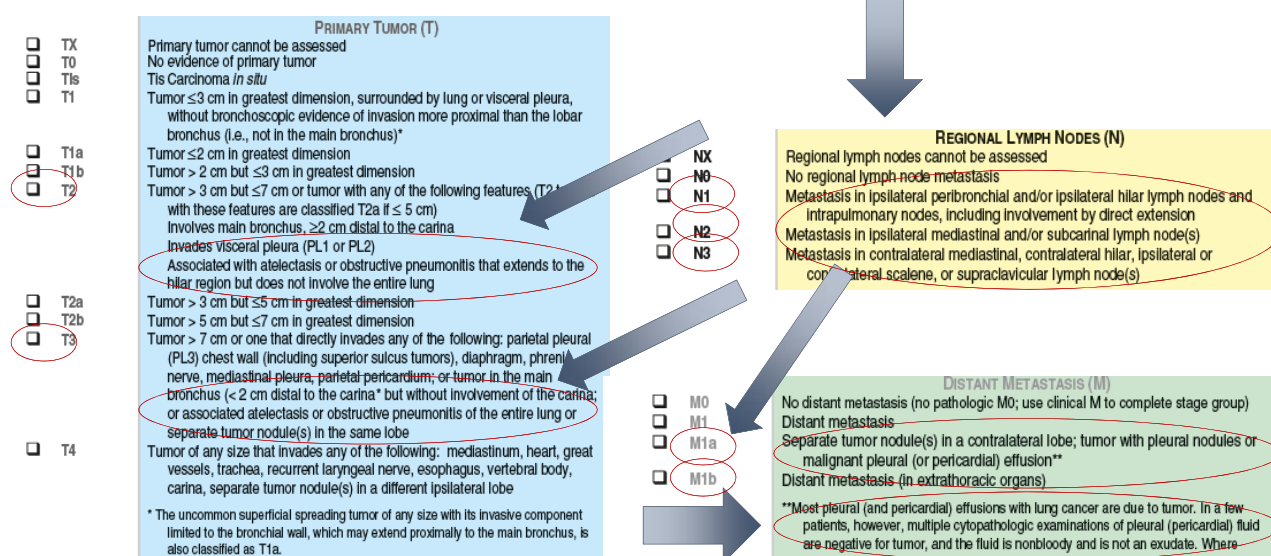 PRIMARY TUMOR (T)
TX Primary tumor cannot be assessed
T0 No evidence of primary tumor
Tis Tis Carcinoma in situ
T1 Tumor ≤3 cm in greatest dimension, surrounded by lung or visceral pleura,
without bronchoscopic evidence of invasion more proximal than the lobar
bronchus (i.e., not in the main bronchus)*
T1a Tumor ≤2 cm in greatest dimension
T1b Tumor > 2 cm but ≤3 cm in greatest dimension
T2 Tumor > 3 cm but ≤7 cm or tumor with any of the following features (T2
with these features are classified T2a if ≤ 5 cm)
Involves main bronchus, ≥2 cm distal to the carina
Invades visceral pleura (PL1 or PL2)
Associated with atelectasis or obstructive pneumonitis that extends to the
hilar region but does not involve the entire lung
T2a Tumor > 3 cm but ≤5 cm in greatest dimension
T2b Tumor > 5 cm but ≤7 cm in greatest dimension
T3 Tumor > 7 cm or one that directly invades any of the following: parietal pleural
(PL3) chest wall (including superior sulcus tumors), diaphragm,
nerve, mediastinal pleura, parietal pericardium; or tumor in the main
bronchus (< 2 cm distal to the carina* but without involvement of the carina;
or associated atelectasis or obstructive pneumonitis of the entire lung or
separate tumor nodule(s) in the same lobe
T4 Tumor of any size that invades any of the following: mediastinum, heart, great
vessels, trachea, recurrent laryngeal nerve, esophagus, vertebral body,
carina, separate tumor nodule(s) in a different ipsilateral lobe
* The uncommon superficial spreading tumor of any size with its invasive component
limited to the bronchial wall, which may extend proximally to the main bronchus, is
also classified as T1a.
REGIONAL LYMPH NODES (N)
NX Regional lymph nodes cannot be assessed
N0 No regional lymph node metastasis
N1 Metastasis in ipsilateral peribronchial and/or ipsilateral hilar lymph nodes and
intrapulmonary nodes, including involvement by direct extension
N2 Metastasis in ipsilateral mediastinal and/or subcarinal lymph node(s)
N3 Metastasis in contralateral mediastinal, contralateral hilar, ipsilateral or
scalene, or supraclavicular lymph node(s)
DISTANT METASTASIS (M)
M0 No distant metastasis (no pathologic M0; use clinical M to complete stage group)
M1 Distant metastasis
M1a Separate tumor nodule(s) in a contralateral lobe; tumor with pleural nodules or
malignant pleural (or pericardial) effusion**
M1b Distant metastasis (in extrathoracic organs)
**Most pleural (and pericardial) effusions with lung cancer are due to tumor. In a few
patients, however, multiple cytopathologic examinations of pleural (pericardial) fluid
are negative for tumor, and the fluid is nonbloody and is not an exudate. Where